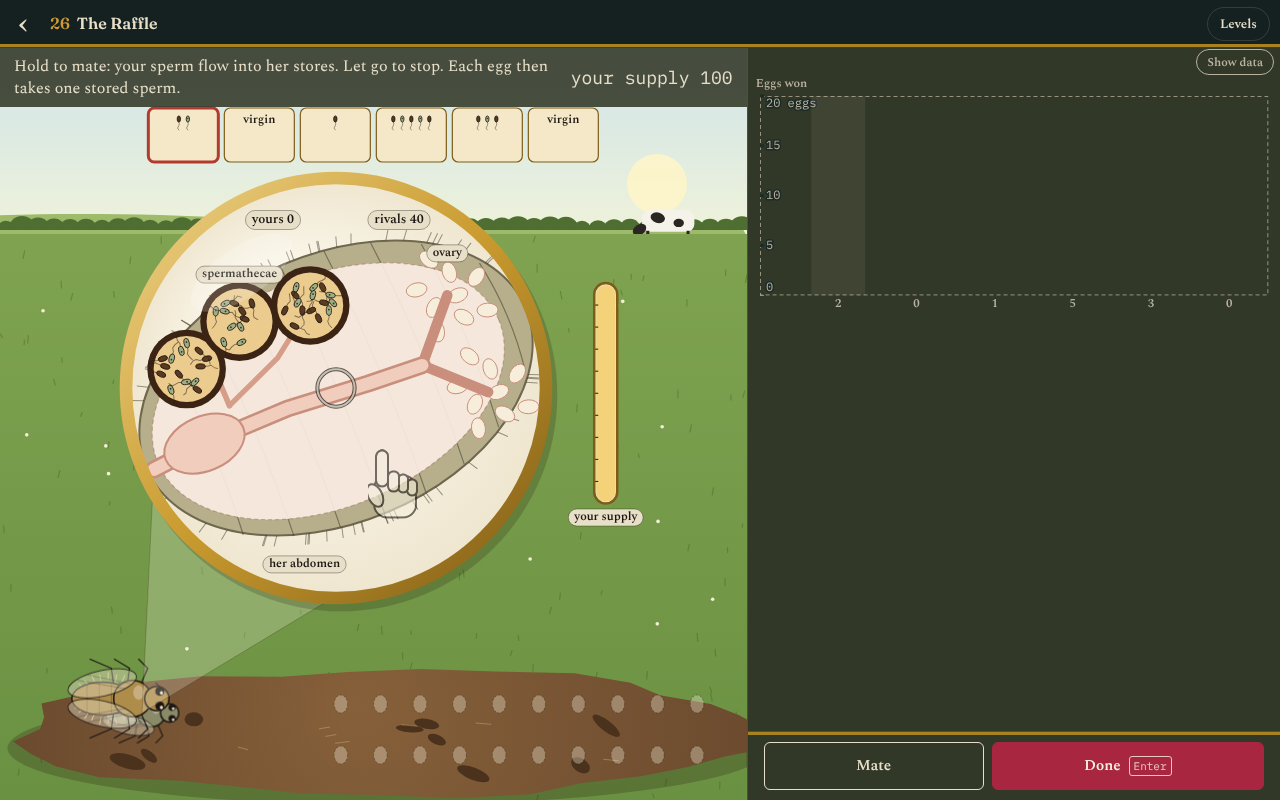 26 The Raffle
Levels
Hold to mate: your sperm flow into her stores. Let go to stop. Each egg then
takes one stored sperm.
your supply 100
Show data
virgin
virgin
yours 0
rivals 40
ovary
spermathecae
your supply
her abdomen
Eggs won
20 eggs
15
10
5
0
2 0 1 5 3 0
Mate
Done Enter